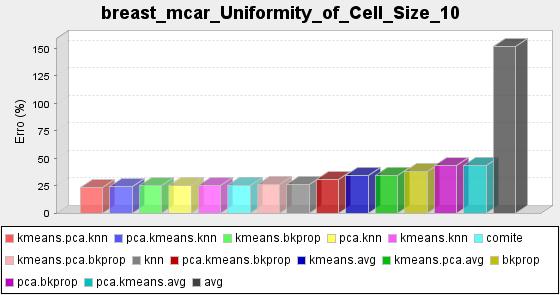 breast_mcar_Uniformity_of_Cell_Size_10
150
125
100
75
50
25
0
Erro (%)
kmeans.pca.knn pca.kmeans.knn kmeans.bkprop pca.knn kmeans.knn comite
kmeans.pca.bkprop knn pca.kmeans.bkprop kmeans.avg kmeans.pca.avg bkprop
pca.bkprop pca.kmeans.avg avg